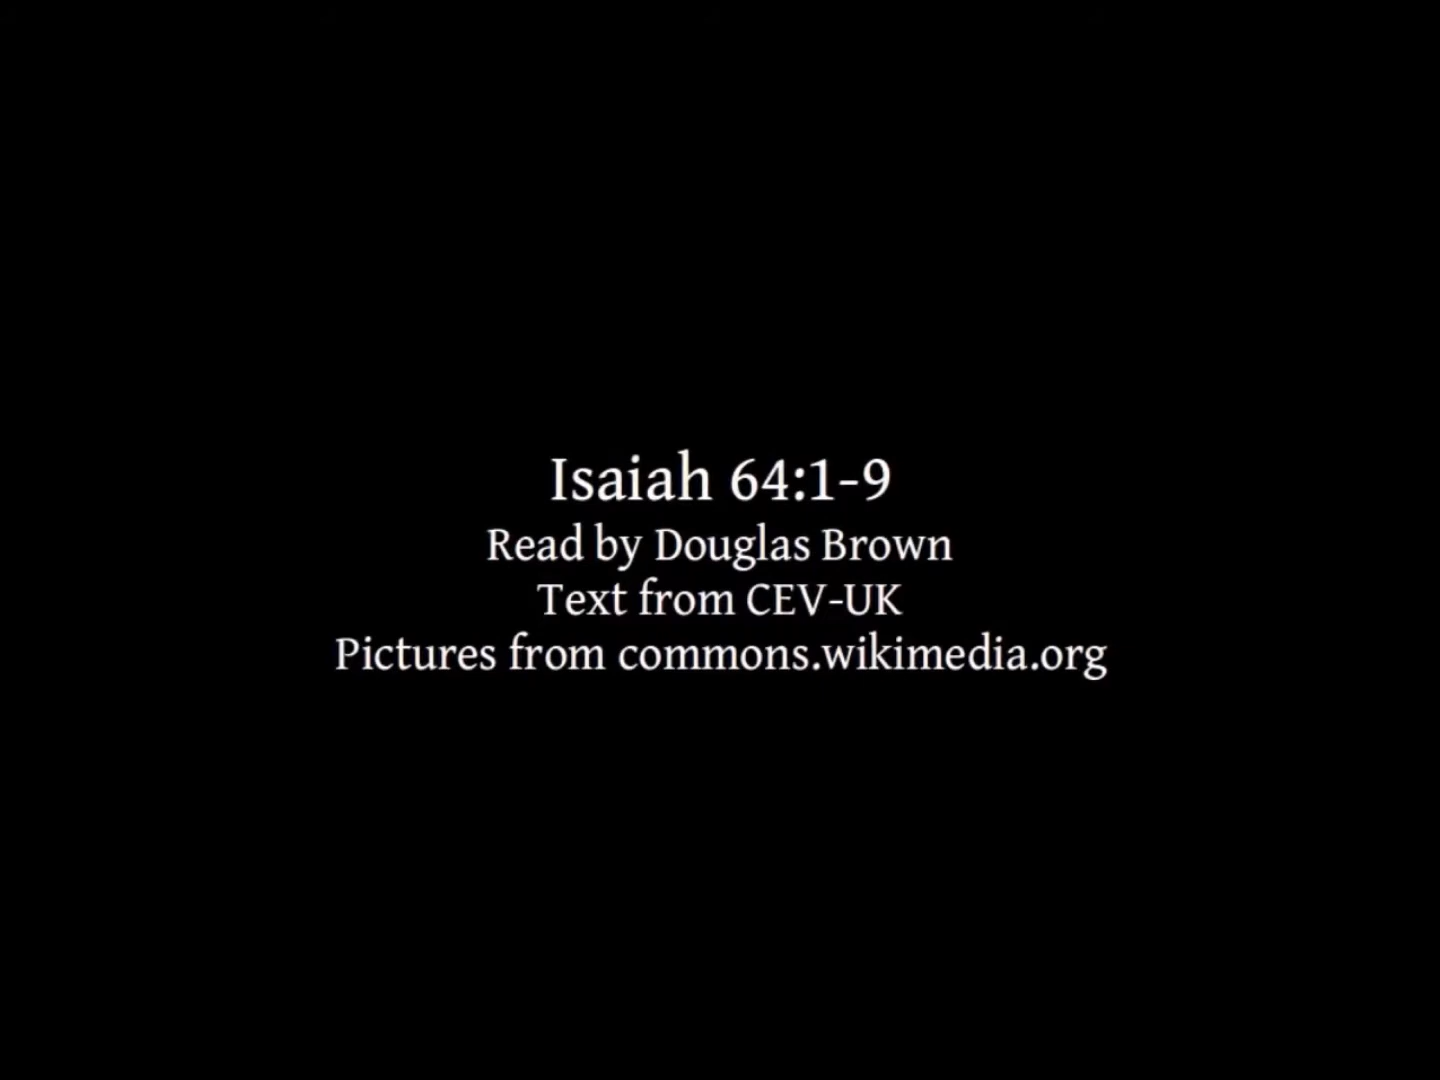 Isaiah 64:1-9
Read by Douglas Brown
Text from CEV-UK
Pictures from commons.wikimedia.org